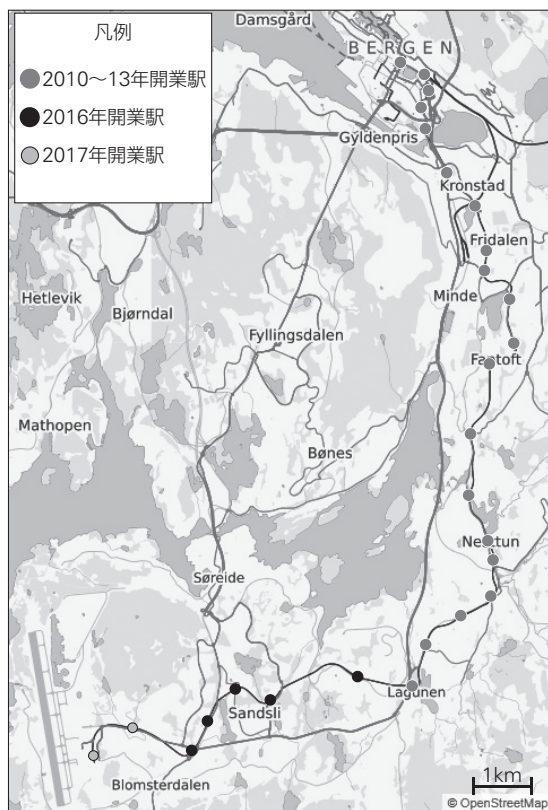 Damsgård
BERGEN
凡例
2010～13年開業駅
2016年開業駅
2017年開業駅
Gyldenpris
Kronstad
Fridalen
Hetlevik
Bjørndal
Minde
Fyllingsdalen
Fantoft
Mathopen
Bønes
Nesttun
Søreide
Lagunen
Sandsli
Blomsterdalen
1km
© OpenStreetMap